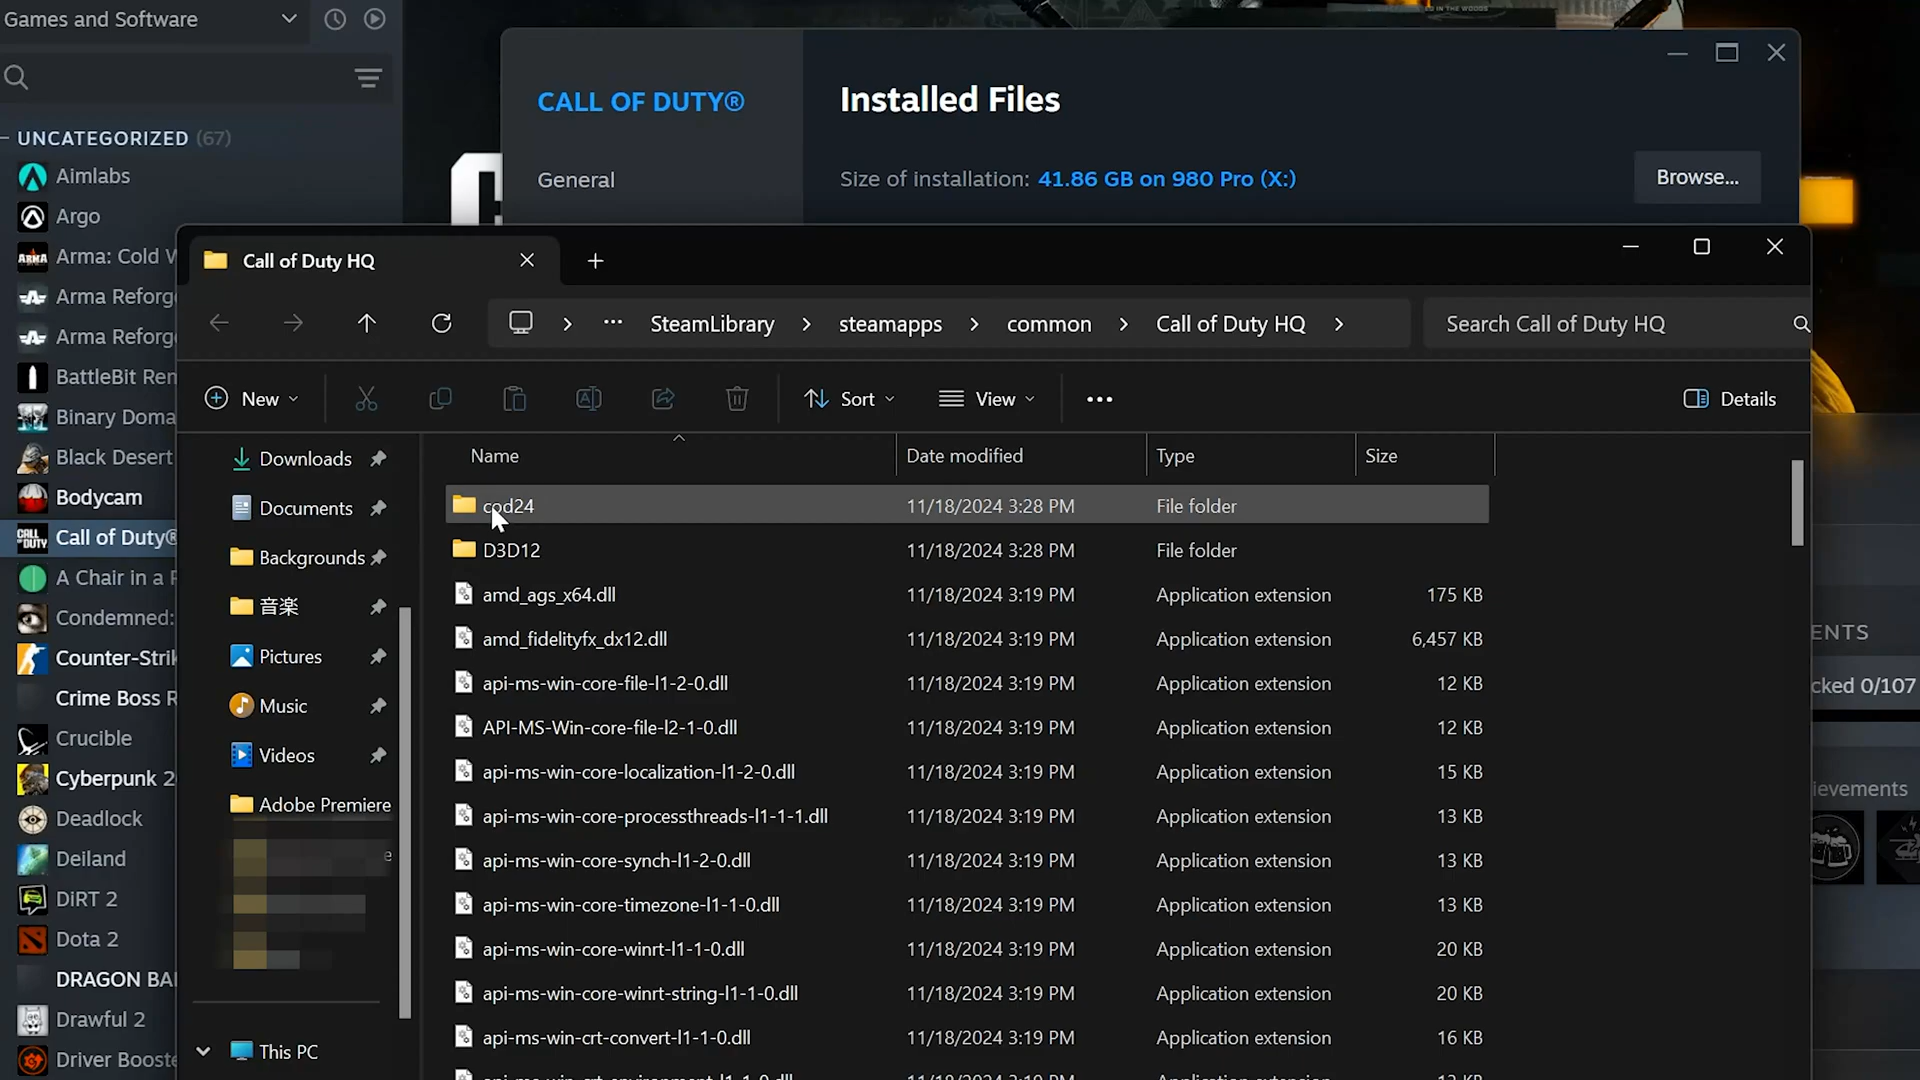 Games and Software
UNCATEGORIZED (67)
Aimlabs
Argo
Arma: Cold W
Arma Reforge
Arma Reforge
BattleBit Rem
Binary Doma
Black Desert
Bodycam
Call of Duty®
A Chair in a R
Condemned:
Counter-Strik
Crime Boss R
Crucible
Cyberpunk 2
Deadlock
Deiland
DiRT 2
Dota 2
DRAGON BAL
Drawful 2
Driver Booste
IN THE WOODS
CALL OF DUTY®
General
Installed Files
Size of installation: 41.86 GB on 980 Pro (X:)
Browse...
Call of Duty HQ
SteamLibrary > steamapps > common > Call of Duty HQ >
Search Call of Duty HQ
New
Sort
View
Details
Downloads
Documents
Backgrounds
音楽
Pictures
Music
Videos
Adobe Premiere
e
This PC
Name Date modified Type Size
cod24 11/18/2024 3:28 PM File folder
D3D12 11/18/2024 3:28 PM File folder
amd_ags_x64.dll 11/18/2024 3:19 PM Application extension 175 KB
amd_fidelityfx_dx12.dll 11/18/2024 3:19 PM Application extension 6,457 KB
api-ms-win-core-file-l1-2-0.dll 11/18/2024 3:19 PM Application extension 12 KB
API-MS-Win-core-file-l2-1-0.dll 11/18/2024 3:19 PM Application extension 12 KB
api-ms-win-core-localization-l1-2-0.dll 11/18/2024 3:19 PM Application extension 15 KB
api-ms-win-core-processthreads-l1-1-1.dll 11/18/2024 3:19 PM Application extension 13 KB
api-ms-win-core-synch-l1-2-0.dll 11/18/2024 3:19 PM Application extension 13 KB
api-ms-win-core-timezone-l1-1-0.dll 11/18/2024 3:19 PM Application extension 13 KB
api-ms-win-core-winrt-l1-1-0.dll 11/18/2024 3:19 PM Application extension 20 KB
api-ms-win-core-winrt-string-l1-1-0.dll 11/18/2024 3:19 PM Application extension 20 KB
api-ms-win-crt-convert-l1-1-0.dll 11/18/2024 3:19 PM Application extension 16 KB
ENTS
cked 0/107
ievements